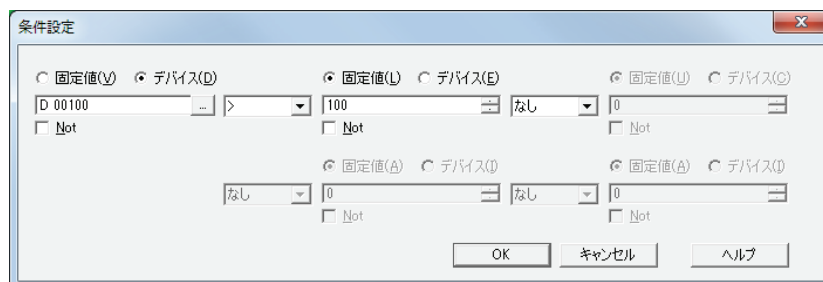 条件設定
固定値(V) デバイス(D) 固定値(L) デバイス(E) 固定値(U) デバイス(C)
D 00100 ... > 100 なし 0
Not Not Not
固定値(A) デバイス(I) 固定値(A) デバイス(I)
なし 0 なし 0
Not Not
OK キャンセル ヘルプ